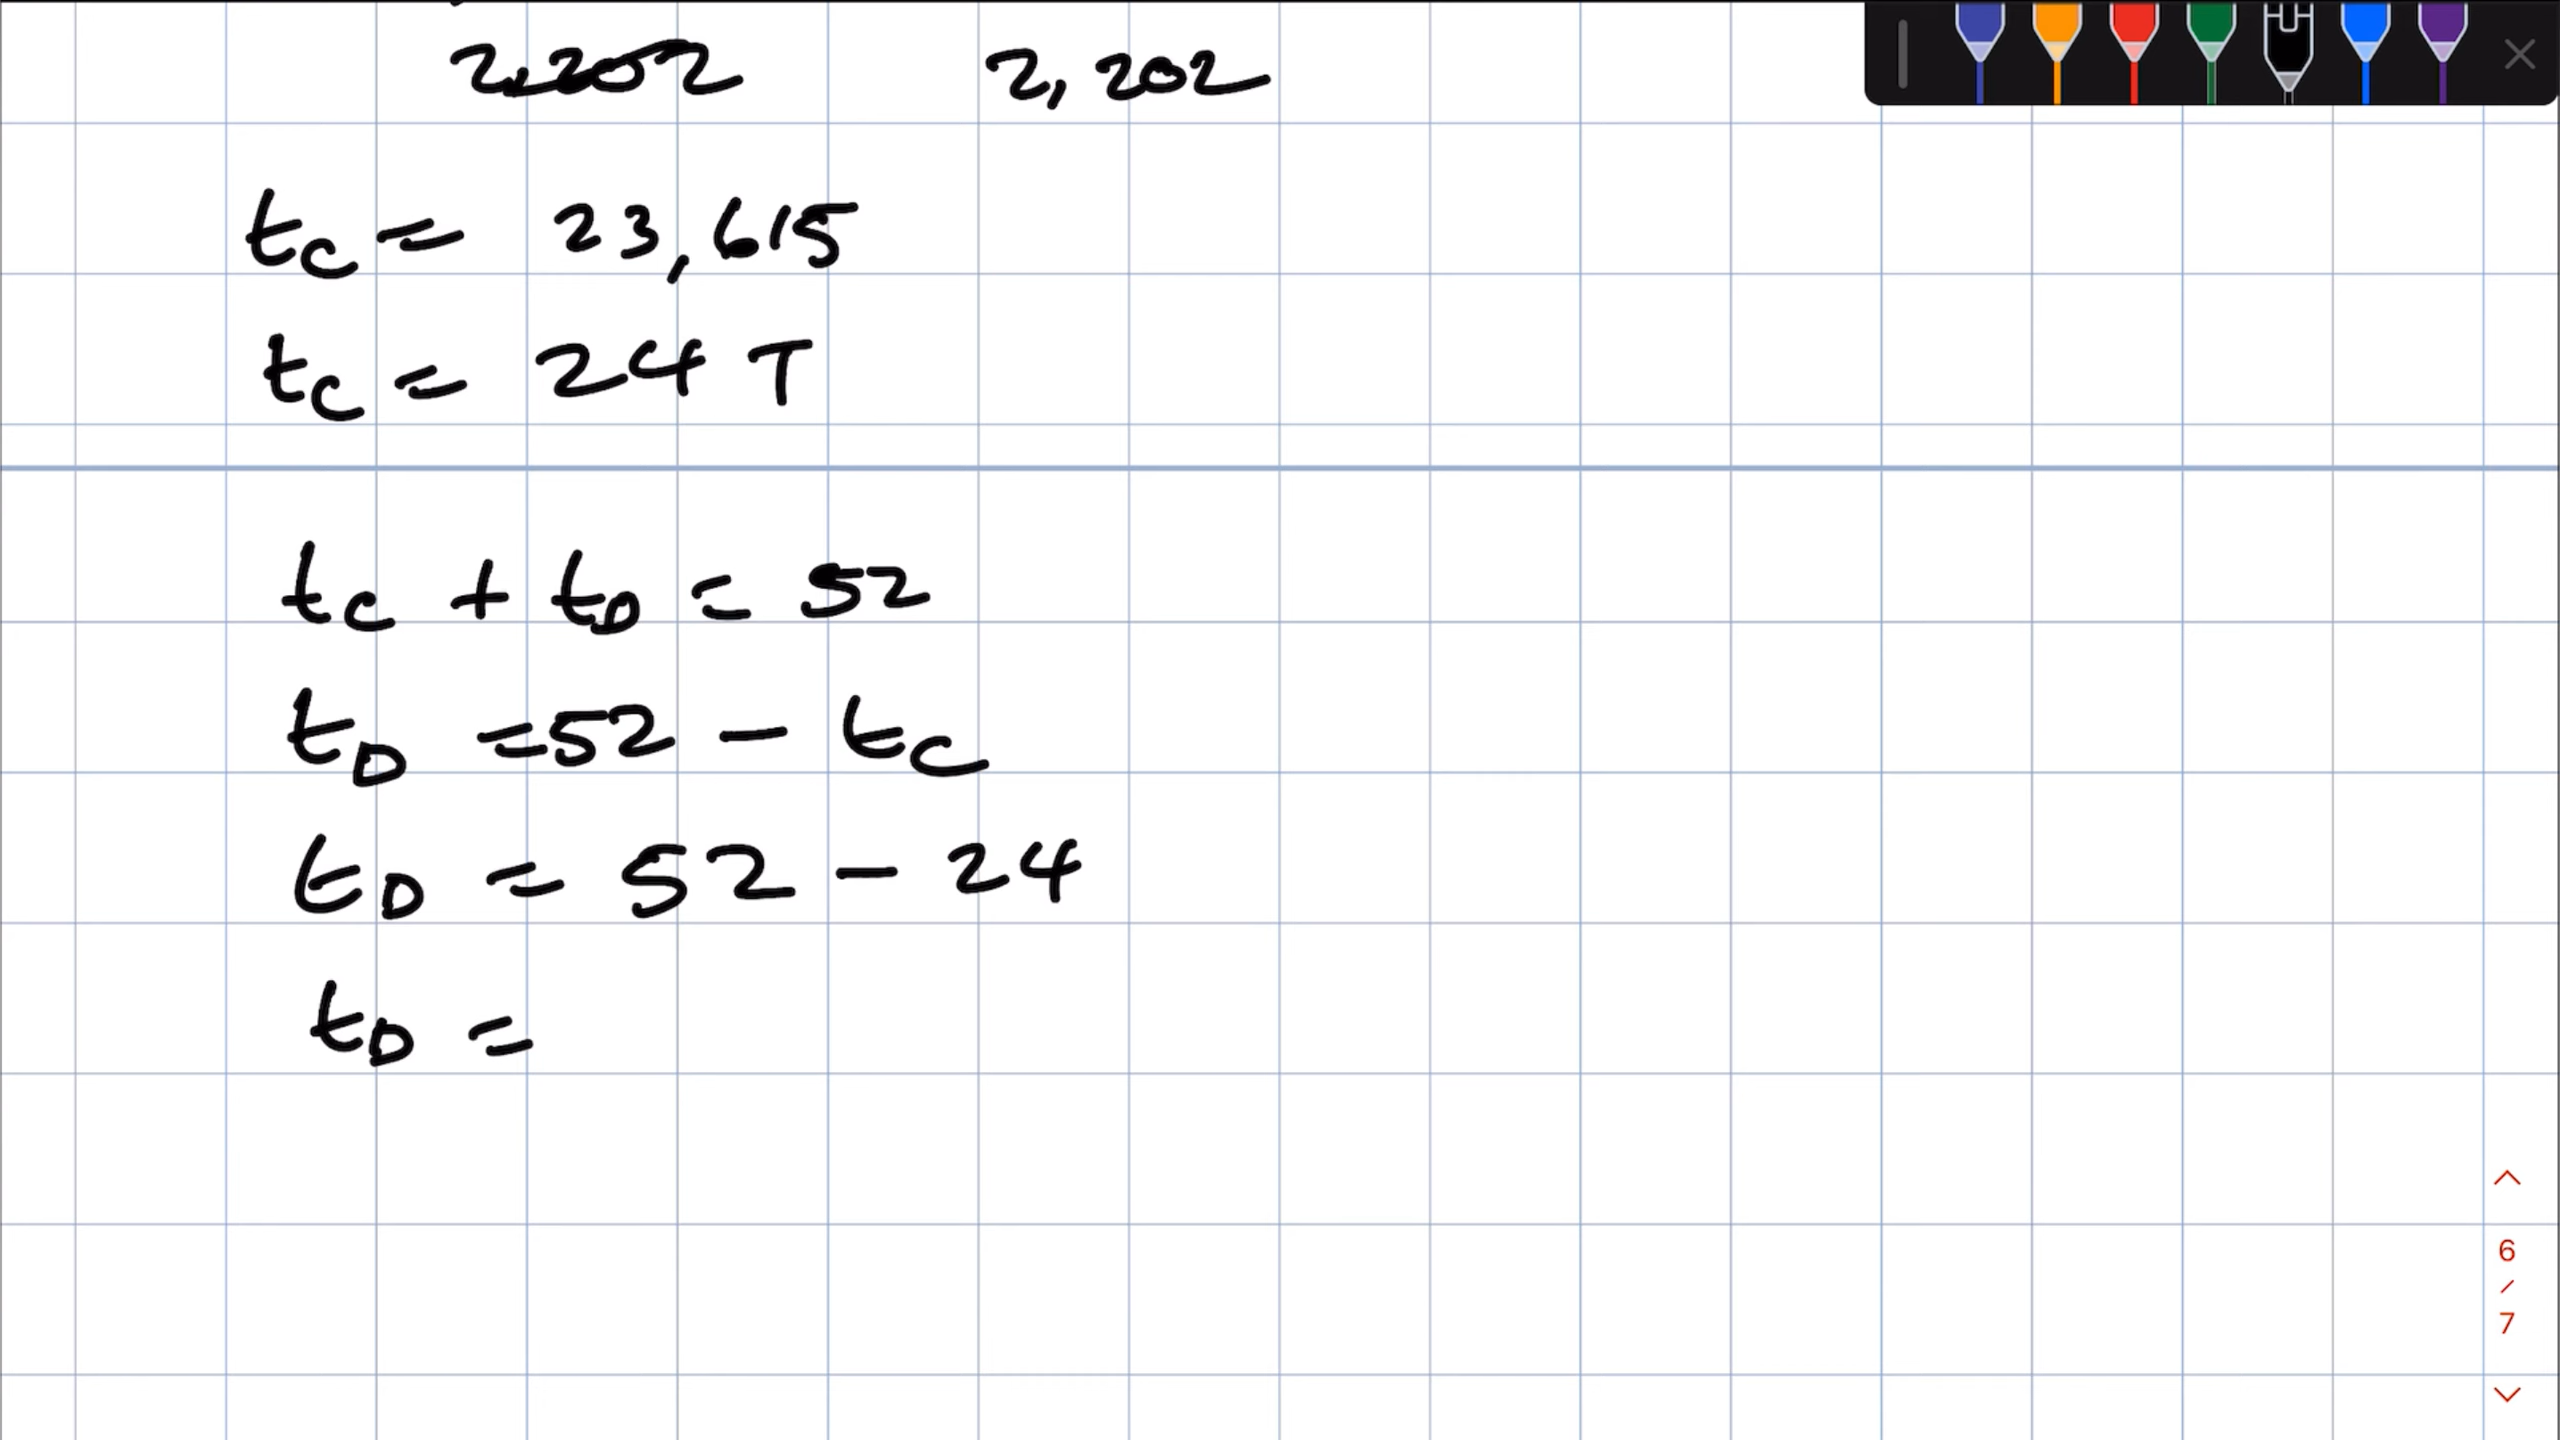 2,202 2,202
tc = 23,615
tc = 24 T
tc + tD = 52
tD = 52 - tc
tD = 52 - 24
tD =
6
/
7